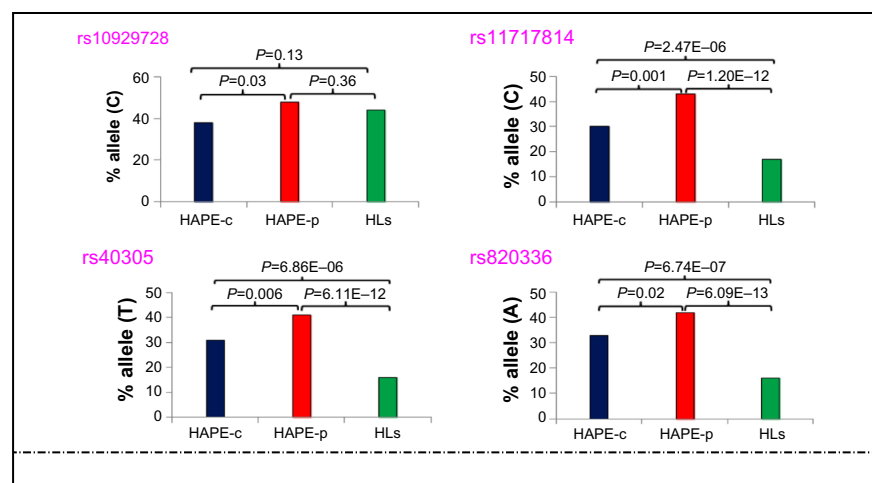 rs10929728
P=0.13
P=0.03
P=0.36
% allele (C)
60
40
20
0
HAPE-c
HAPE-p
HLs
rs11717814
P=2.47E–06
P=0.001
P=1.20E–12
% allele (C)
50
40
30
20
10
0
HAPE-c
HAPE-p
HLs
rs40305
P=6.86E–06
P=0.006
P=6.11E–12
% allele (T)
50
40
30
20
10
0
HAPE-c
HAPE-p
HLs
rs820336
P=6.74E–07
P=0.02
P=6.09E–13
% allele (A)
50
40
30
20
10
0
HAPE-c
HAPE-p
HLs